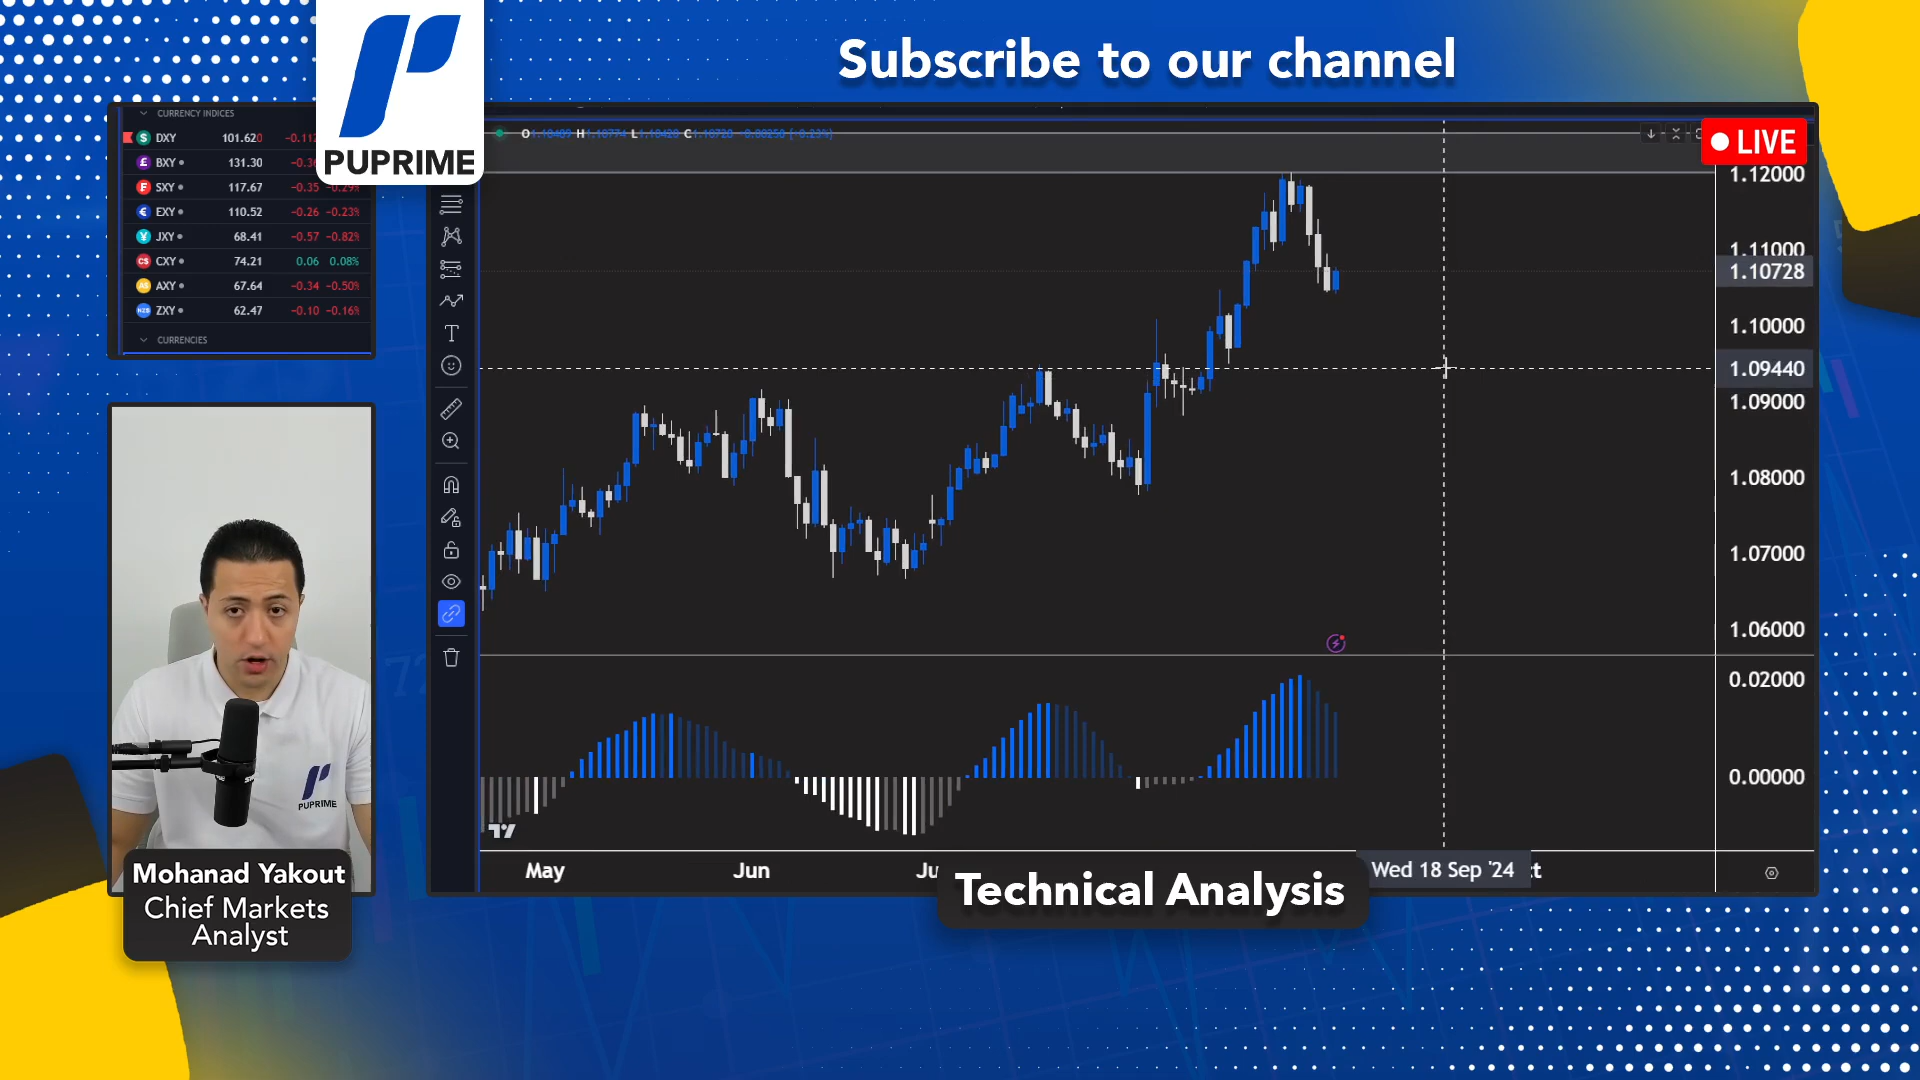 Subscribe to our channel
PUPRIME
LIVE
CURRENCY INDICES
DXY 101.620
BXY 131.30
SXY 117.67 −0.35 −0.29%
EXY 110.52 −0.26 −0.23%
JXY 68.41 −0.57 −0.82%
CXY 74.21 0.06 0.08%
AXY 67.64 −0.34 −0.50%
ZXY 62.47 −0.10 −0.16%
CURRENCIES
O H L C
1.12000
1.11000
1.10728
1.10000
1.09440
1.09000
1.08000
1.07000
1.06000
0.02000
0.00000
May Jun Wed 18 Sep '24
Technical Analysis
PUPRIME
Mohanad Yakout
Chief Markets
Analyst